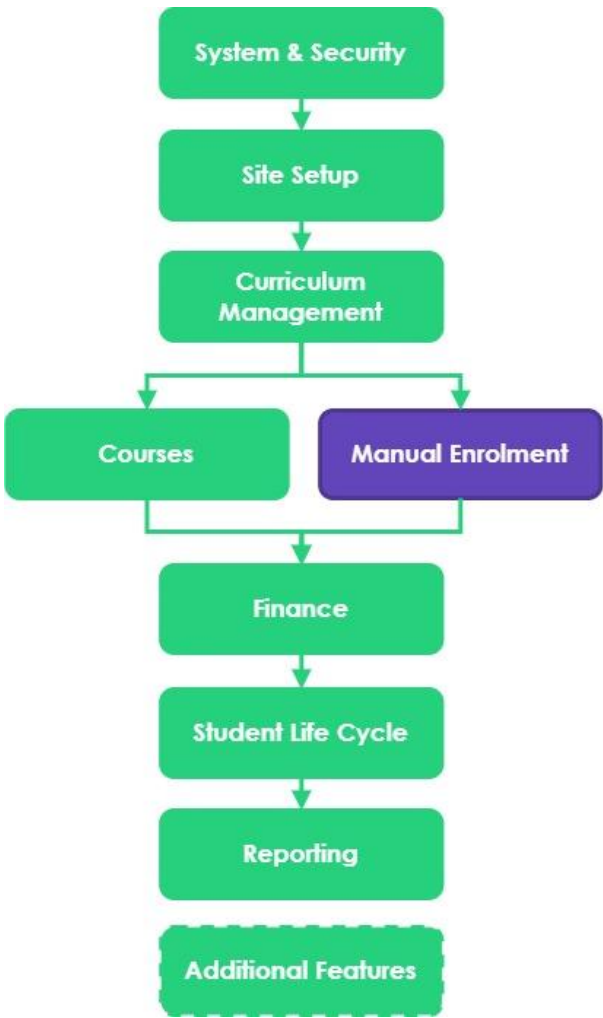 System & Security
Site Setup
Curriculum
Management
Courses
Manual Enrolment
Finance
Student Life Cycle
Reporting
Additional Features